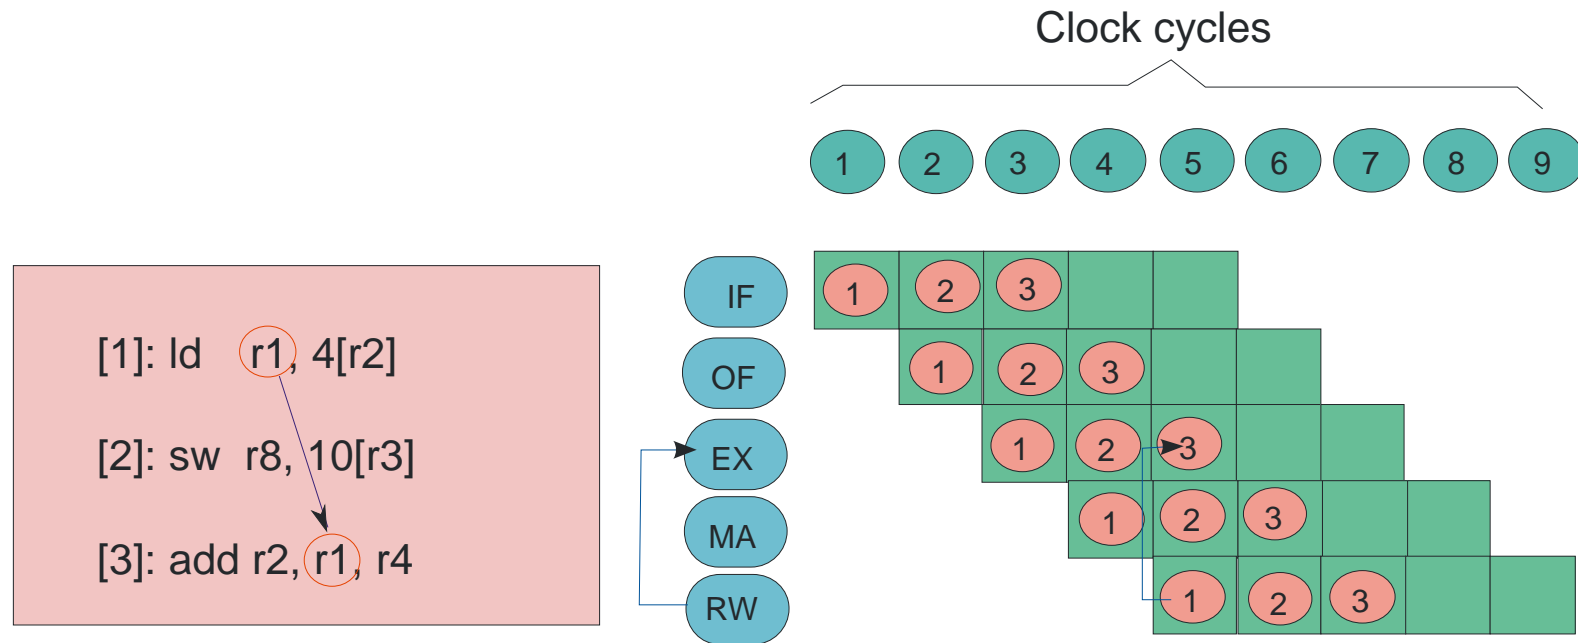 Clock cycles
1 2 3 4 5 6 7 8 9
[1]: ld r1, 4[r2]
[2]: sw r8, 10[r3]
[3]: add r2, r1, r4
IF 1 2 3
OF 1 2 3
EX 1 2 3
MA 1 2 3
RW 1 2 3